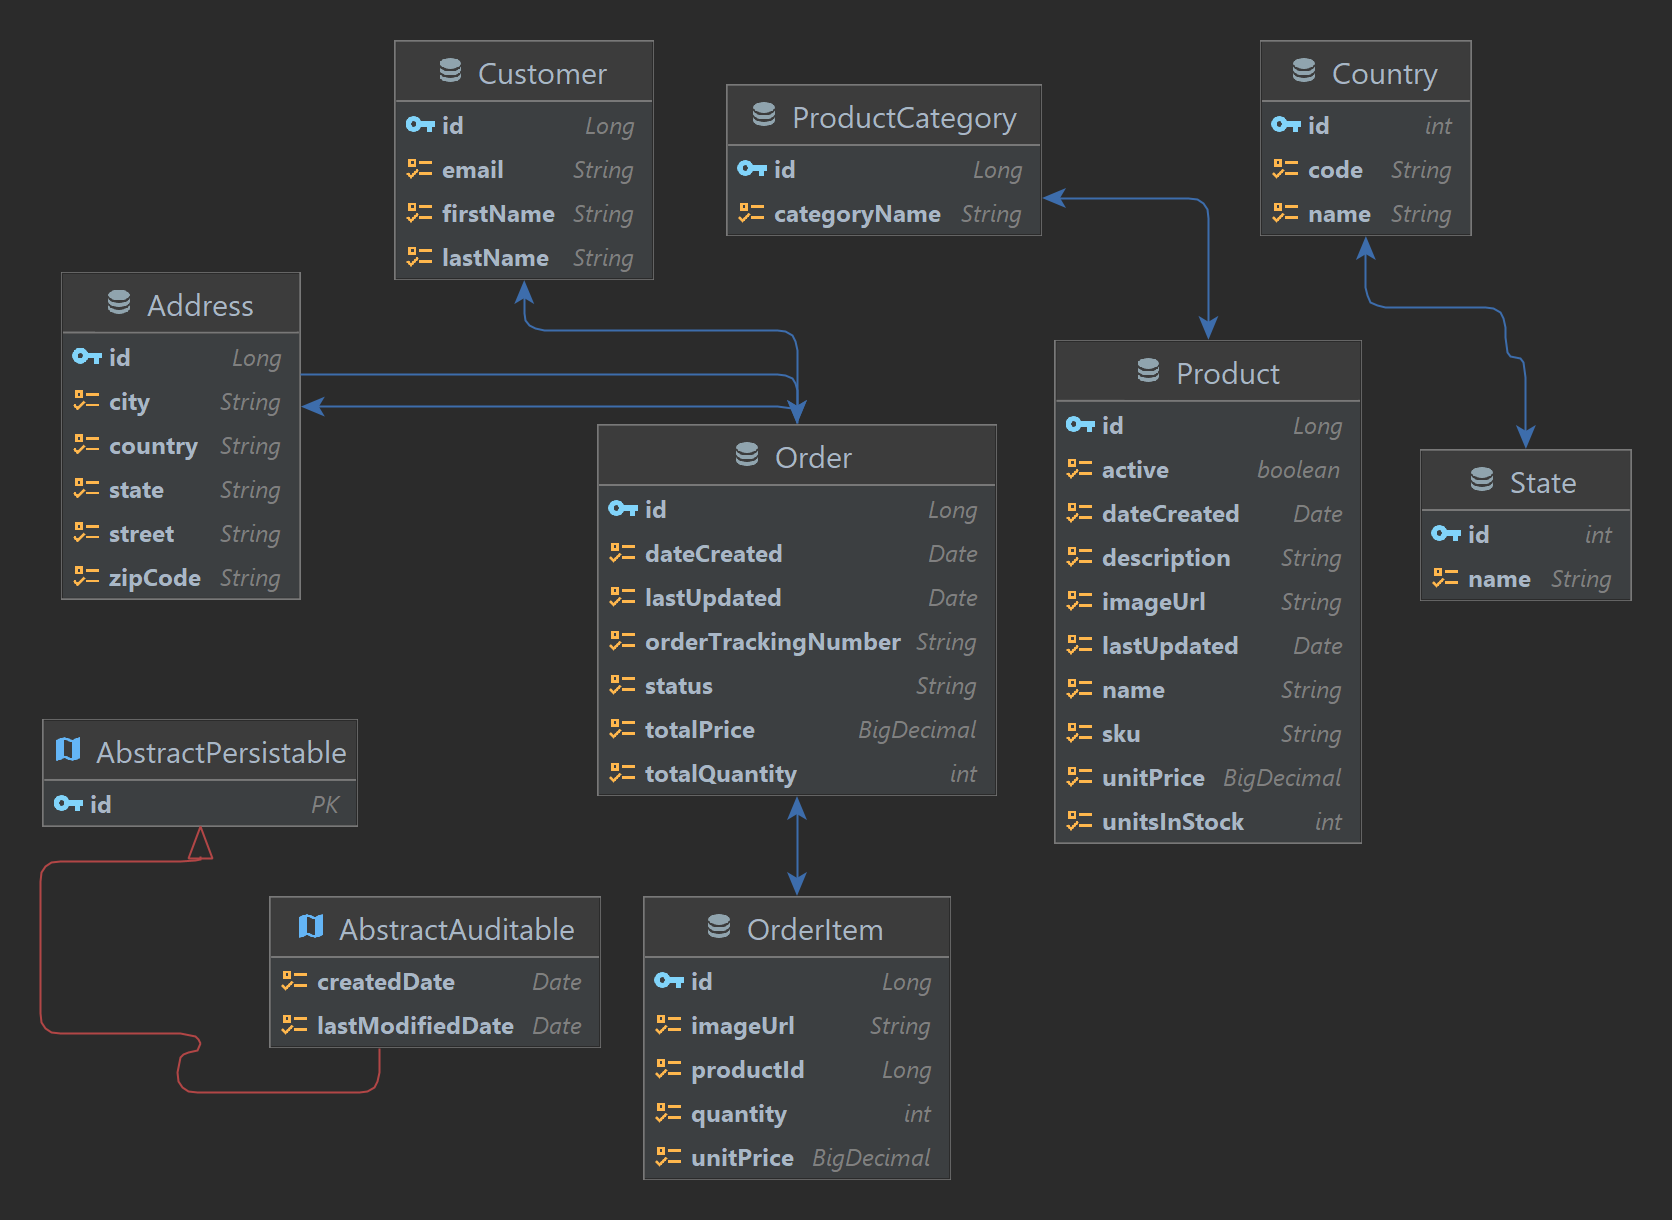 Customer
id Long
email String
firstName String
lastName String
ProductCategory
id Long
categoryName String
Country
id int
code String
name String
Address
id Long
city String
country String
state String
street String
zipCode String
Order
id Long
dateCreated Date
lastUpdated Date
orderTrackingNumber String
status String
totalPrice BigDecimal
totalQuantity int
Product
id Long
active boolean
dateCreated Date
description String
imageUrl String
lastUpdated Date
name String
sku String
unitPrice BigDecimal
unitsInStock int
State
id int
name String
AbstractPersistable
id PK
AbstractAuditable
createdDate Date
lastModifiedDate Date
OrderItem
id Long
imageUrl String
productId Long
quantity int
unitPrice BigDecimal